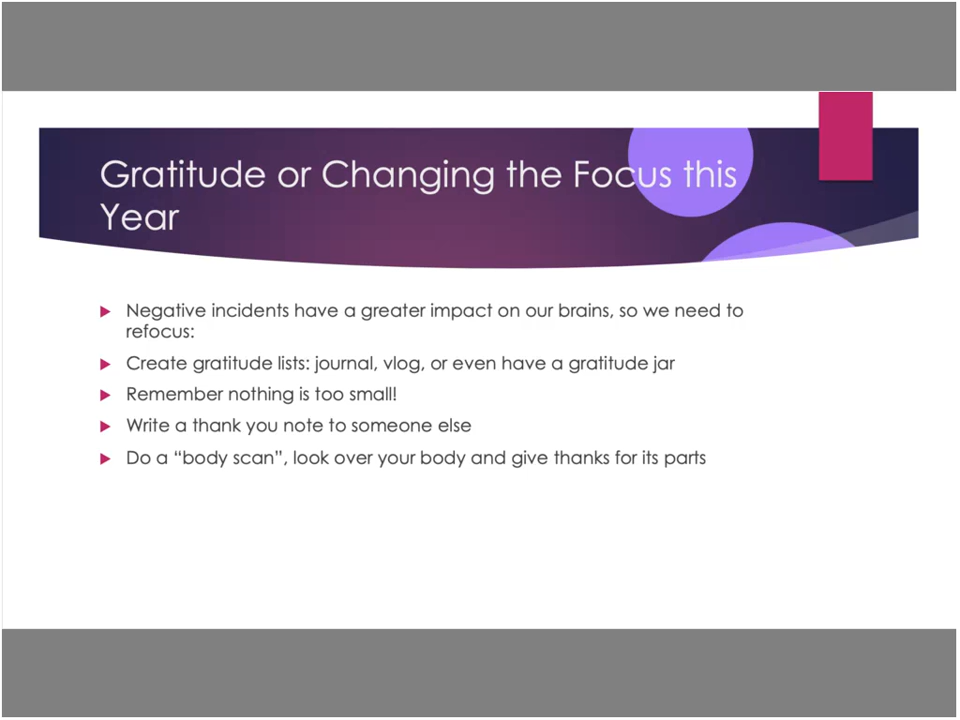 Gratitude or Changing the Focus this
Year
Negative incidents have a greater impact on our brains, so we need to
refocus:
Create gratitude lists: journal, vlog, or even have a gratitude jar
Remember nothing is too small!
Write a thank you note to someone else
Do a “body scan”, look over your body and give thanks for its parts